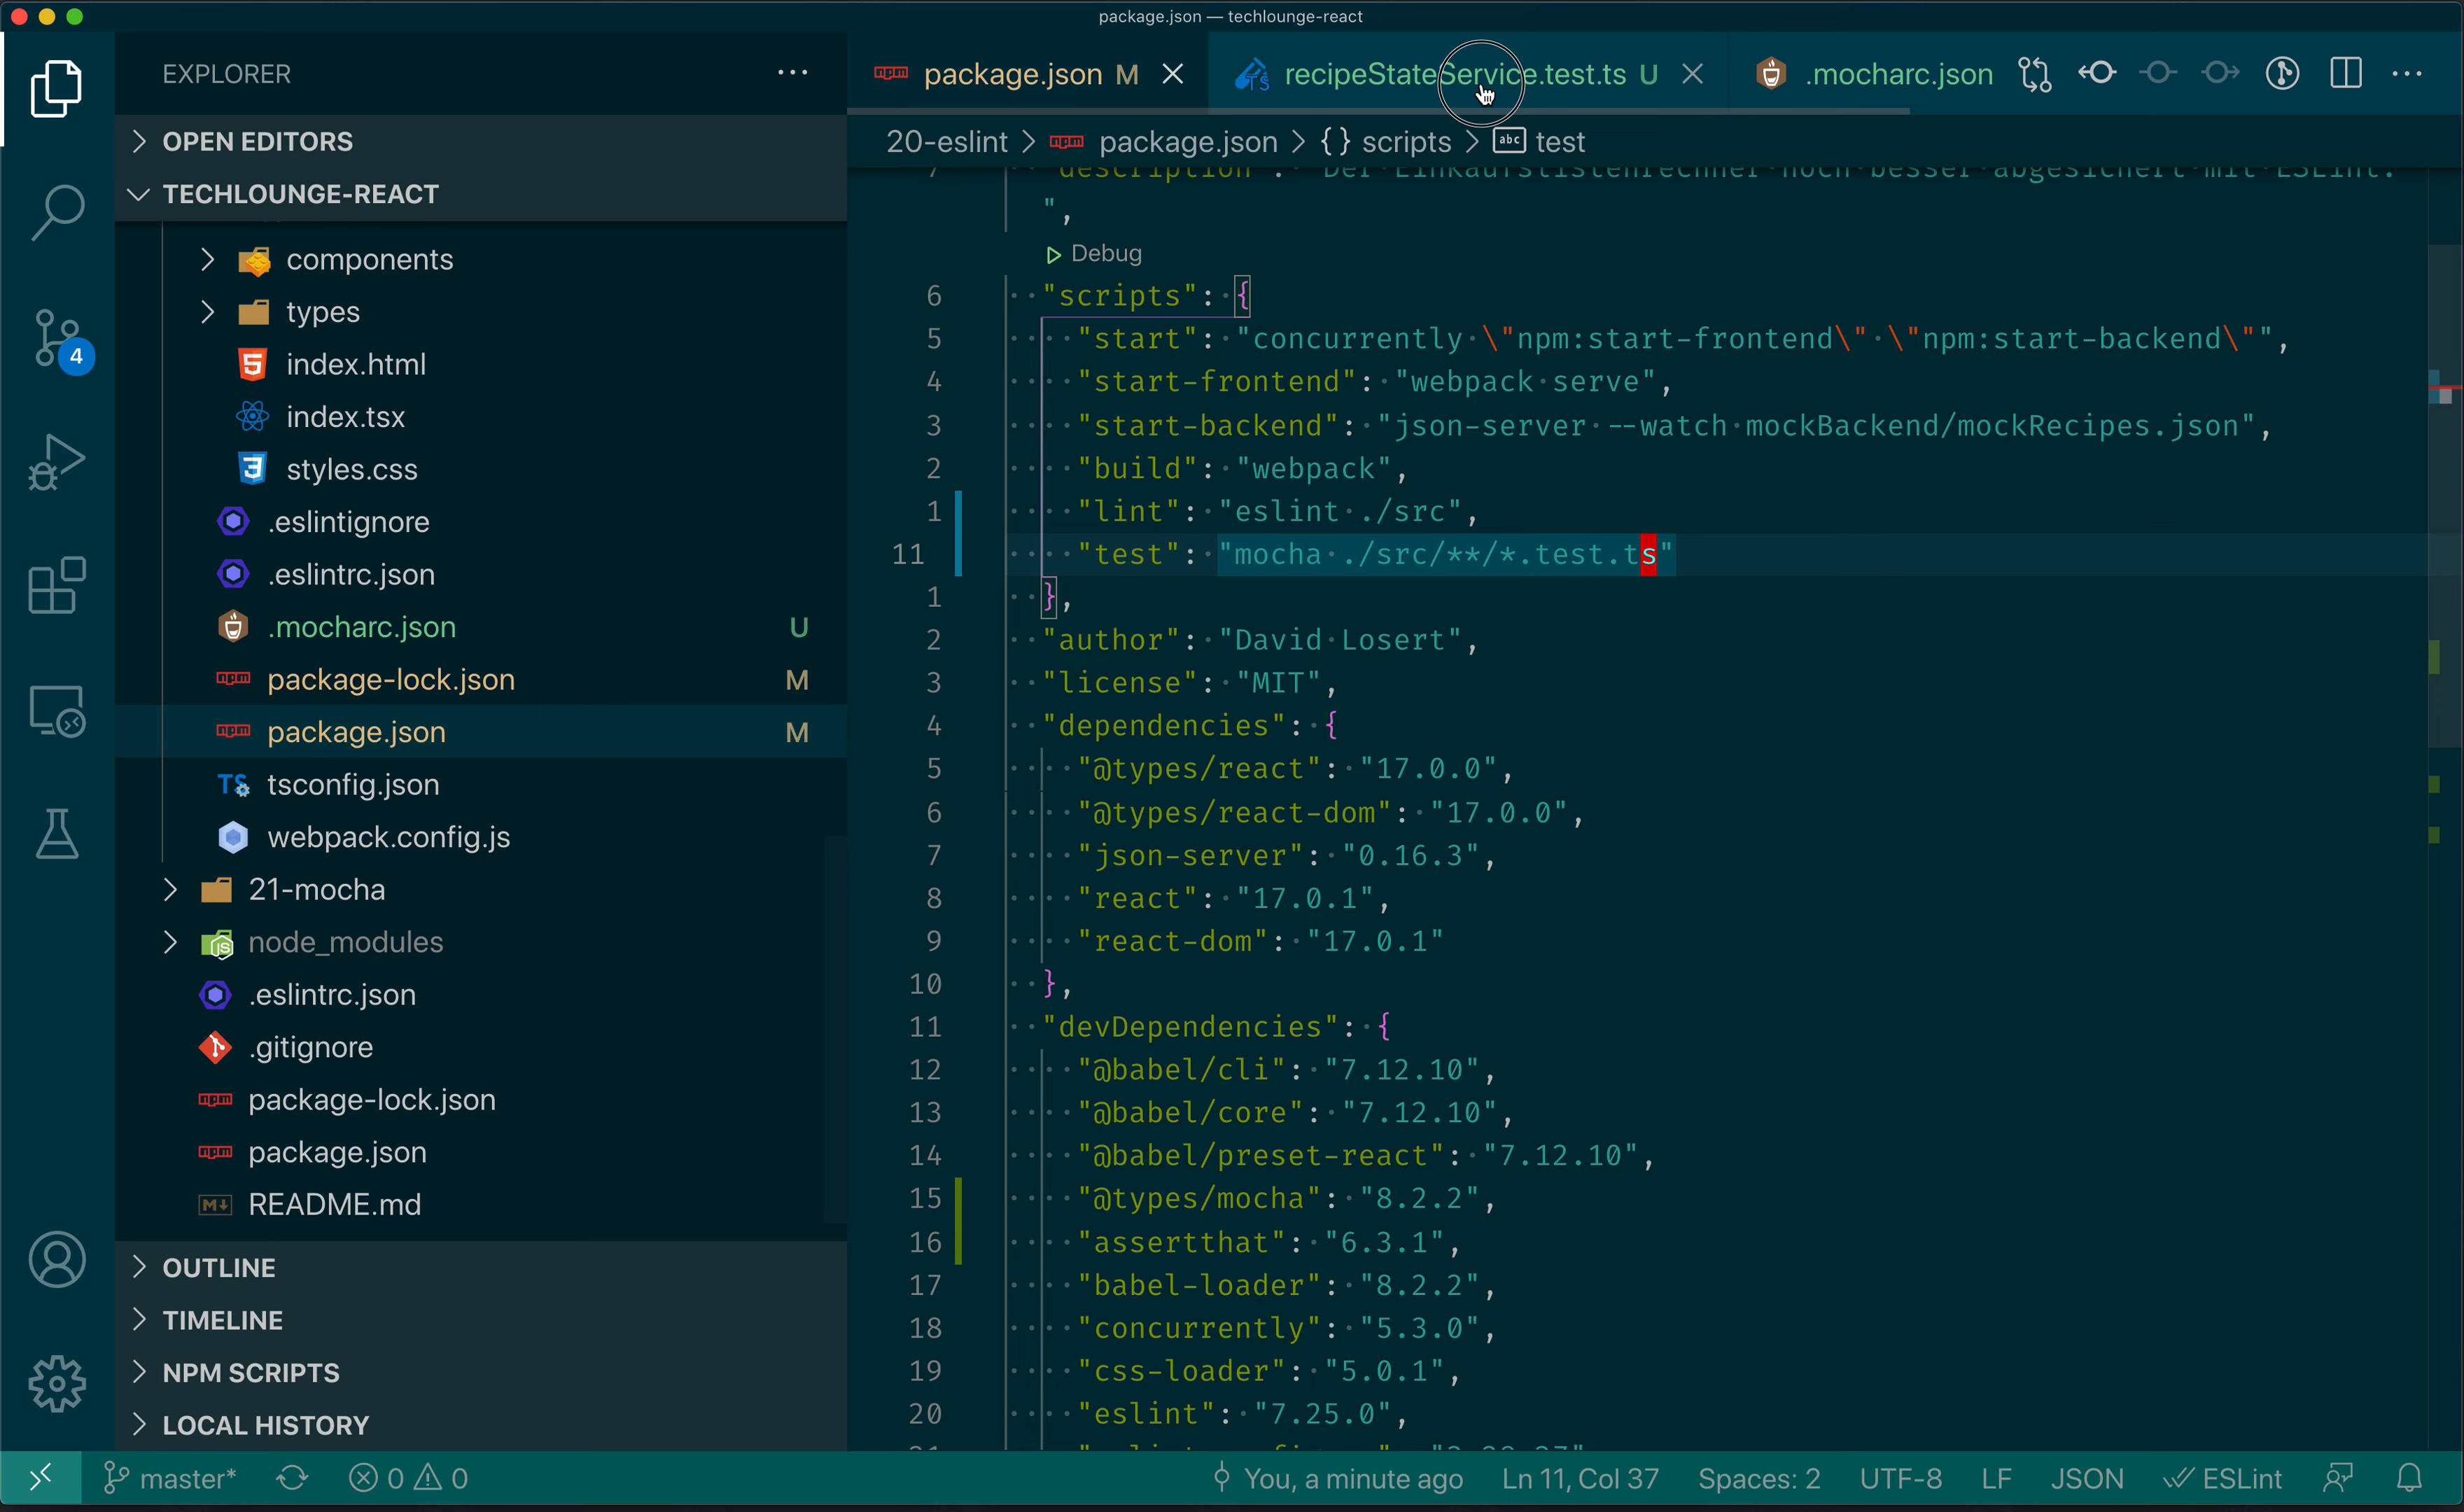 package.json — techlounge-react
EXPLORER
OPEN EDITORS
TECHLOUNGE-REACT
components
types
index.html
index.tsx
styles.css
.eslintignore
.eslintrc.json
.mocharc.json U
package-lock.json M
package.json M
tsconfig.json
webpack.config.js
21-mocha
node_modules
.eslintrc.json
.gitignore
package-lock.json
package.json
README.md
OUTLINE
TIMELINE
NPM SCRIPTS
LOCAL HISTORY
4
package.json M
recipeStateService.test.ts U
.mocharc.json
20-eslint > package.json > {} scripts > abc test
7 "description": "Der Einkaufslistenrechner noch besser abgesichert mit ESLint.
",
Debug
6 "scripts": {
5 "start": "concurrently \"npm:start-frontend\" \"npm:start-backend\"",
4 "start-frontend": "webpack serve",
3 "start-backend": "json-server --watch mockBackend/mockRecipes.json",
2 "build": "webpack",
1 "lint": "eslint ./src",
11 "test": "mocha ./src/**/*.test.ts"
1 },
2 "author": "David Losert",
3 "license": "MIT",
4 "dependencies": {
5 "@types/react": "17.0.0",
6 "@types/react-dom": "17.0.0",
7 "json-server": "0.16.3",
8 "react": "17.0.1",
9 "react-dom": "17.0.1"
10 },
11 "devDependencies": {
12 "@babel/cli": "7.12.10",
13 "@babel/core": "7.12.10",
14 "@babel/preset-react": "7.12.10",
15 "@types/mocha": "8.2.2",
16 "assertthat": "6.3.1",
17 "babel-loader": "8.2.2",
18 "concurrently": "5.3.0",
19 "css-loader": "5.0.1",
20 "eslint": "7.25.0",
master* 0 0 You, a minute ago Ln 11, Col 37 Spaces: 2 UTF-8 LF JSON ESLint